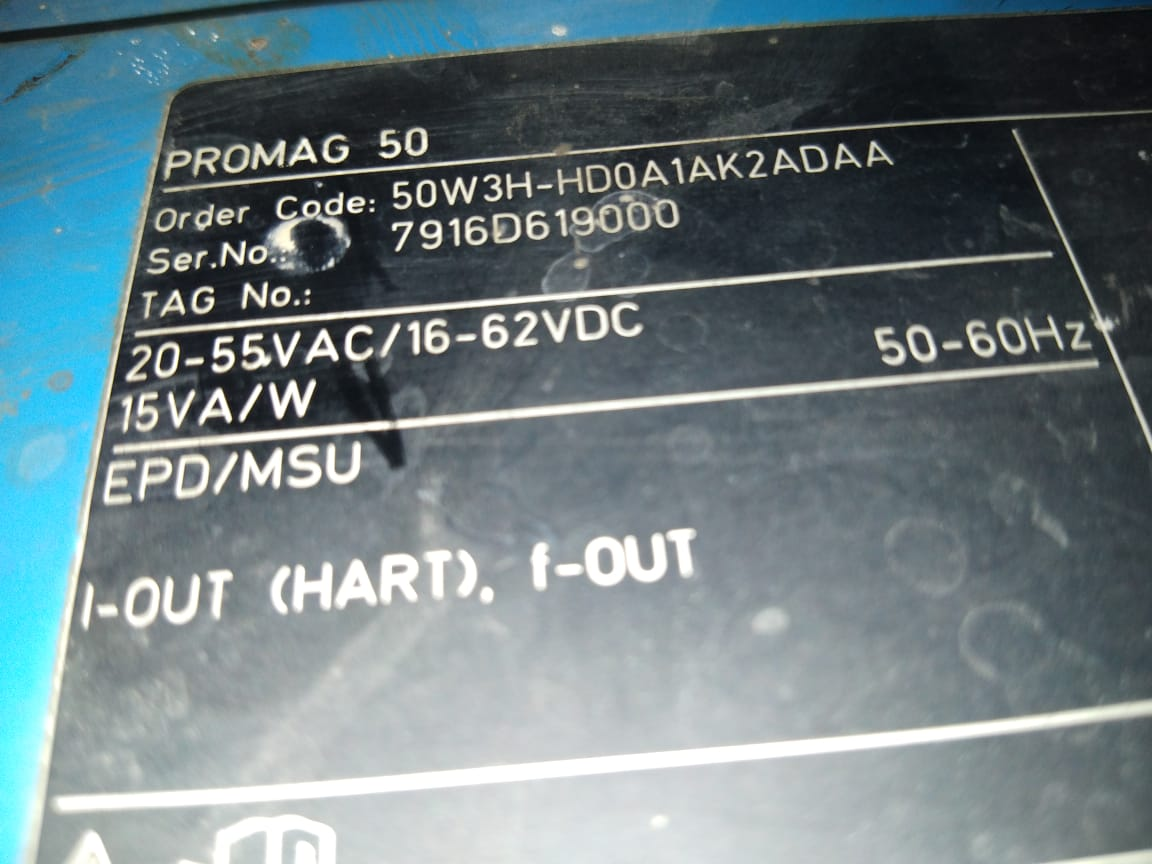 PROMAG 50
Order Code: 50W3H-HD0A1AK2ADAA
Ser.No.: 7916D619000
TAG No.:
20-55VAC/16-62VDC
50-60Hz
15VA/W
EPD/MSU
I-OUT (HART), f-OUT